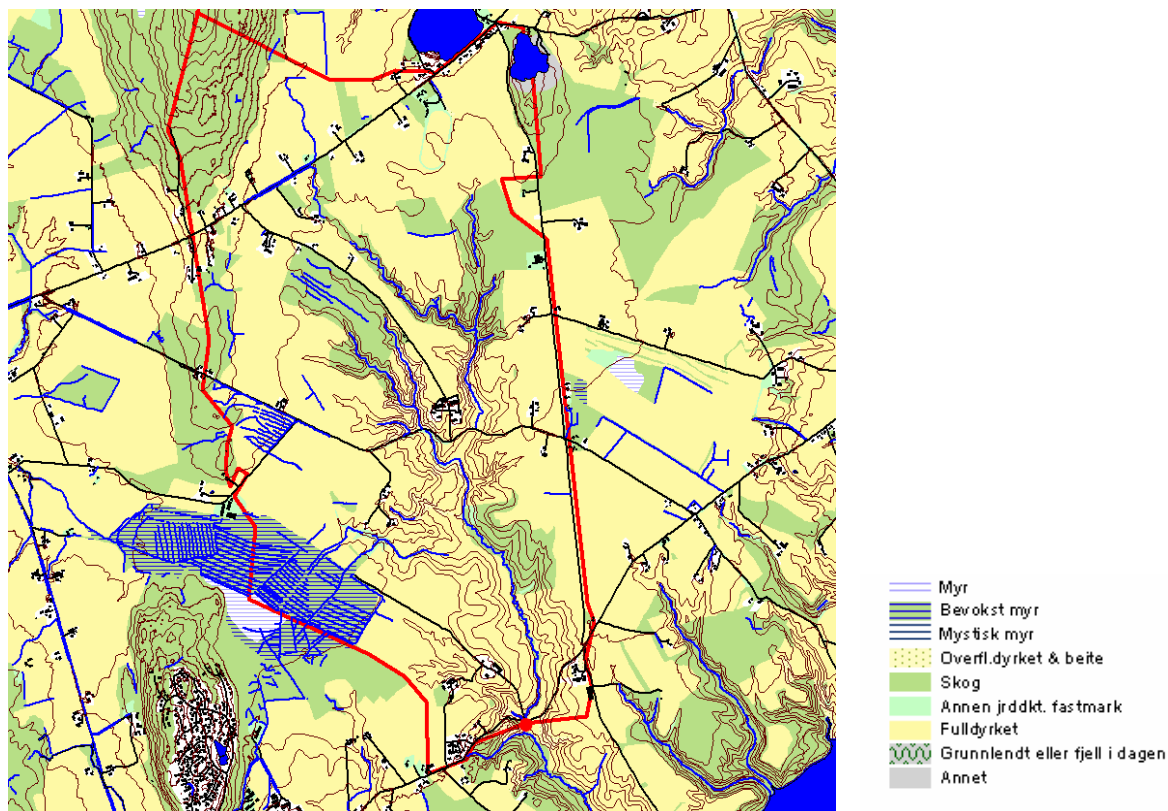 Myr
Bevokst myr
Mystisk myr
Overfl.dyrket & beite
Skog
Annen jrddkt. fastmark
Fulldyrket
Grunnlendt eller fjell i dagen
Annet